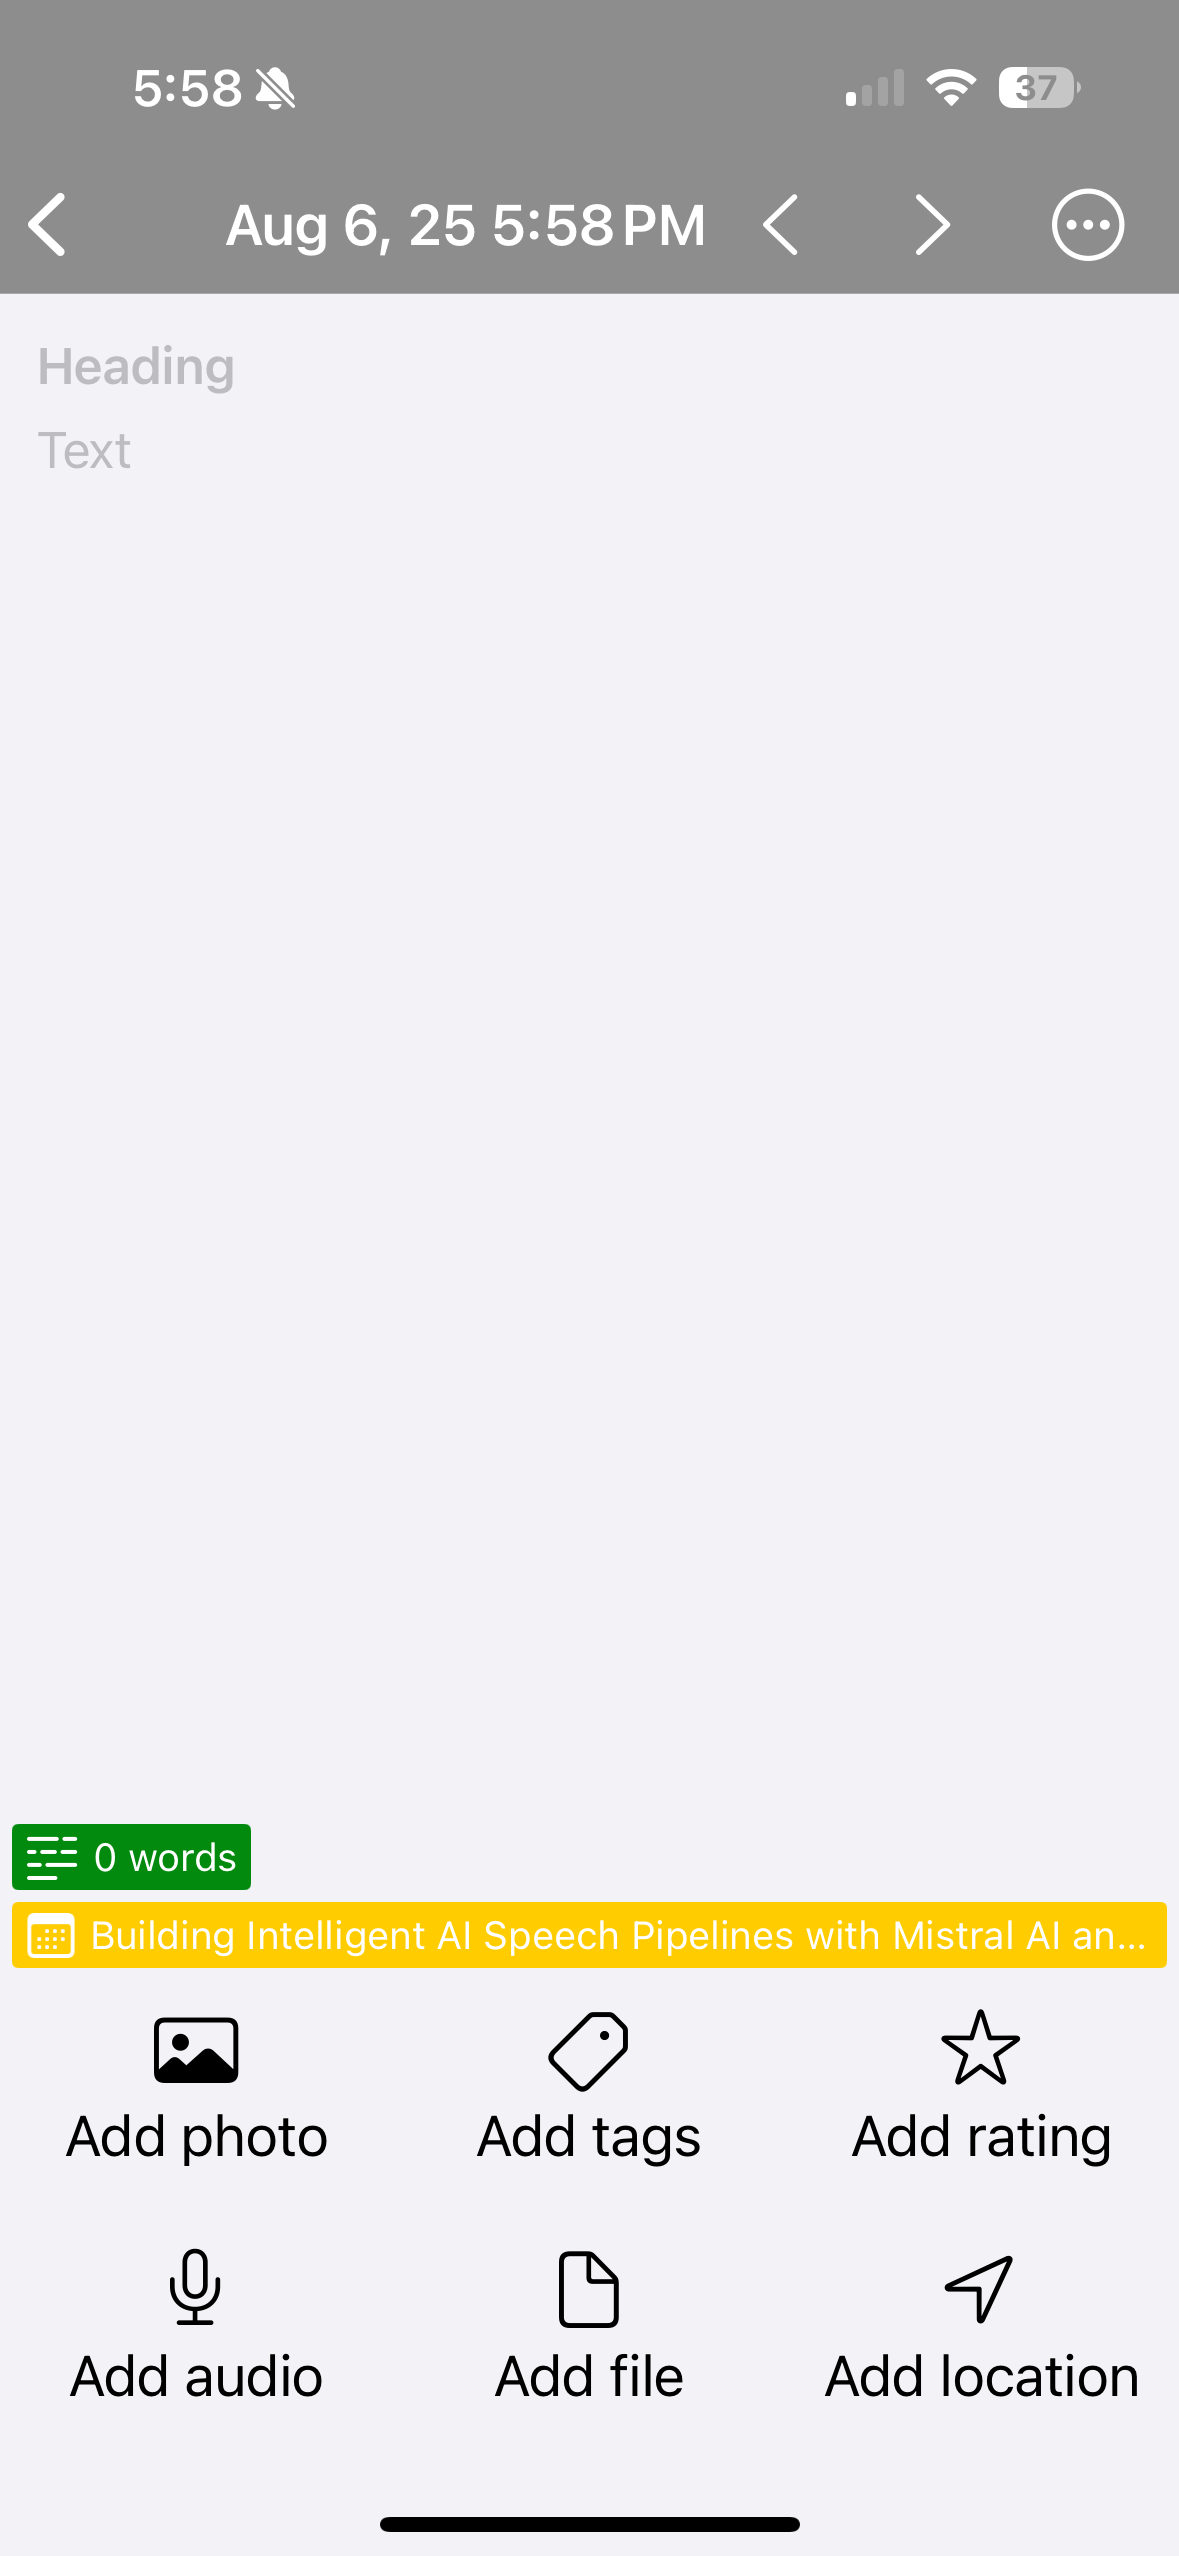 5:58
37
Aug 6, 25 5:58 PM
Heading
Text
0 words
Building Intelligent AI Speech Pipelines with Mistral AI an...
Add photo
Add tags
Add rating
Add audio
Add file
Add location